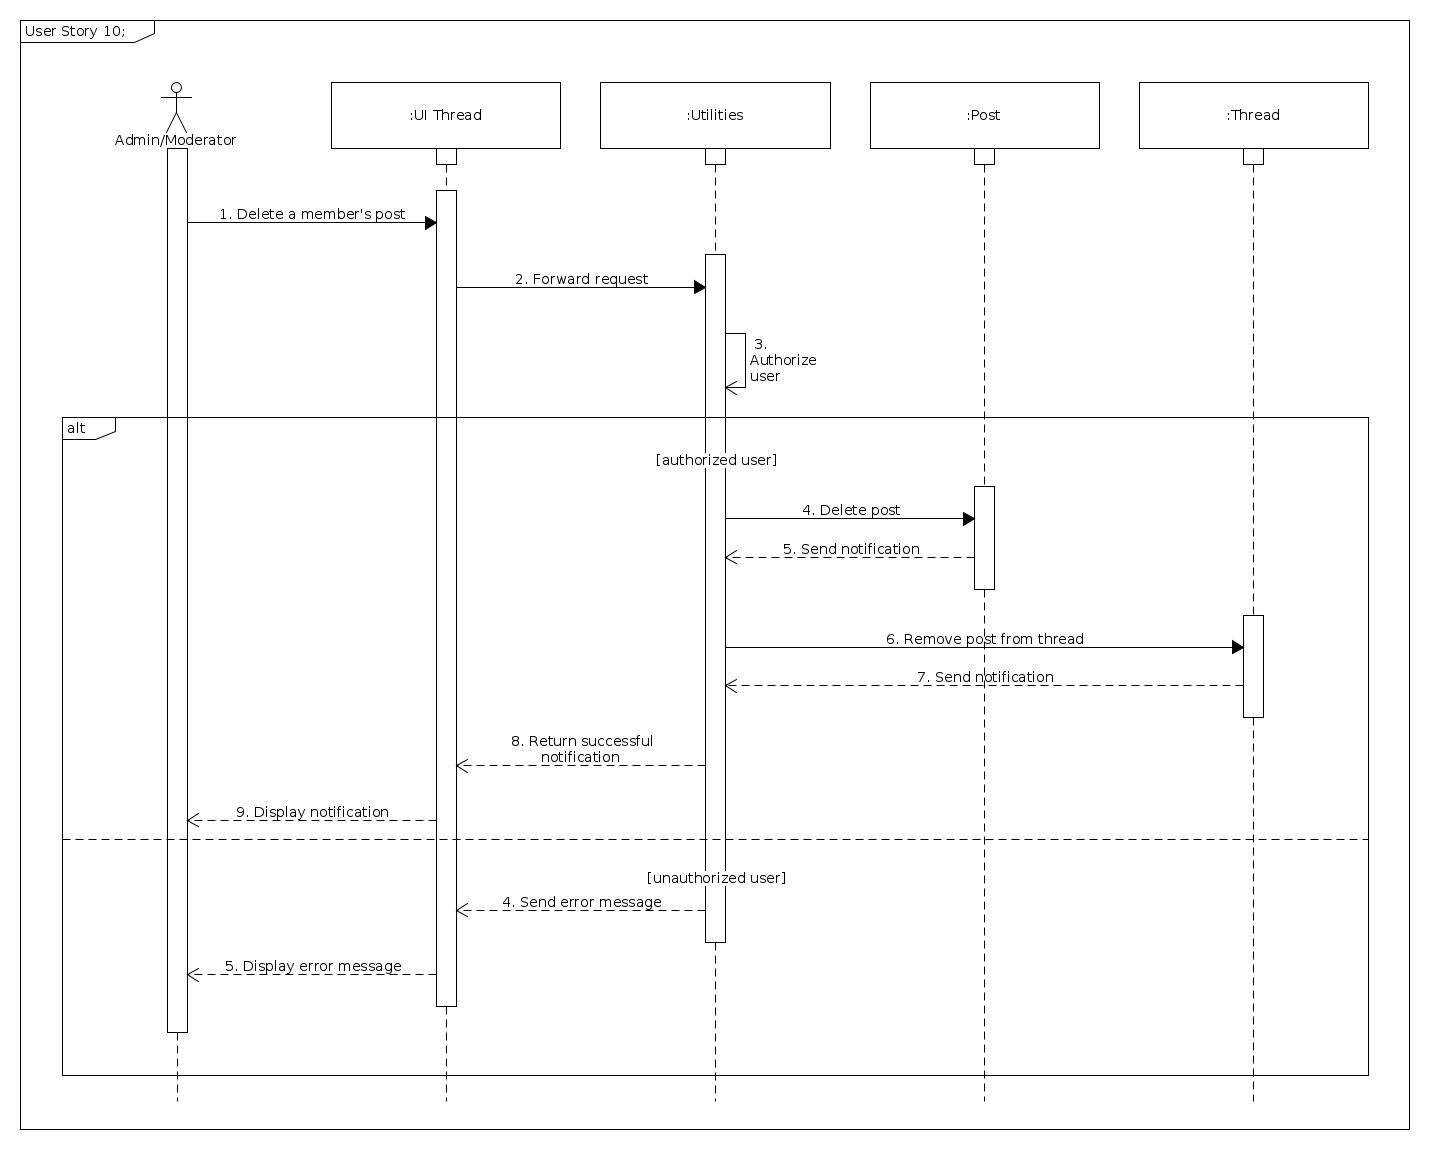 User Story 10;
Admin/Moderator
:UI Thread
:Utilities
:Post
:Thread
1. Delete a member's post
2. Forward request
3.
Authorize
user
alt
[authorized user]
4. Delete post
5. Send notification
6. Remove post from thread
7. Send notification
8. Return successful
notification
9. Display notification
[unauthorized user]
4. Send error message
5. Display error message